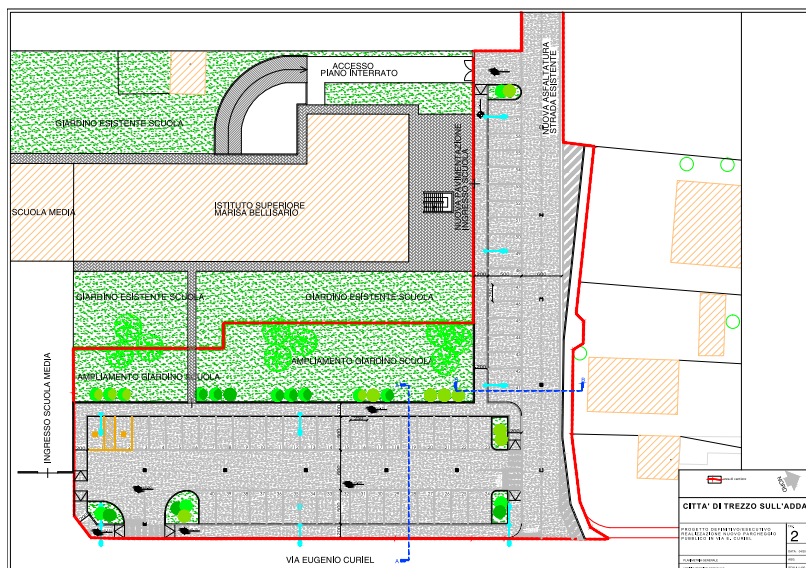 ACCESSO
PIANO INTERRATO
GIARDINO ESISTENTE SCUOLA
NUOVA ASFALTATURA
STRADA ESISTENTE
NUOVA PAVIMENTAZIONE
INGRESSO SCUOLA
SCUOLA MEDIA
ISTITUTO SUPERIORE
MARISA BELLISARIO
GIARDINO ESISTENTE SCUOLA
GIARDINO ESISTENTE SCUOLA
AMPLIAMENTO GIARDINO SCUOLA
AMPLIAMENTO GIARDINO SCUOLA
INGRESSO SCUOLA MEDIA
VIA EUGENIO CURIEL
NORD
CITTA' DI TREZZO SULL'ADDA
PROGETTO DEFINITIVO/ESECUTIVO
REALIZZAZIONE NUOVO PARCHEGGIO
PUBBLICO IN VIA E. CURIEL
2
PLANIMETRIA GENERALE